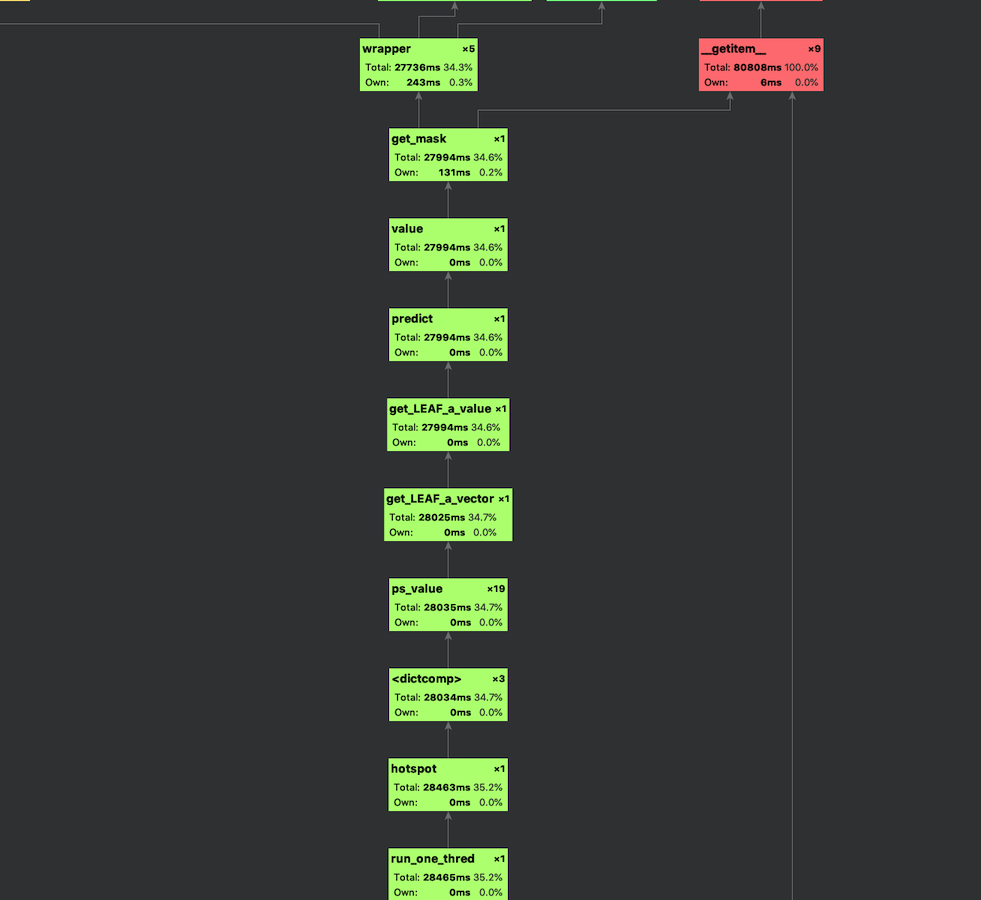 wrapper ×5
Total: 27736ms 34.3%
Own: 243ms 0.3%
__getitem__ ×9
Total: 80808ms 100.0%
Own: 6ms 0.0%
get_mask ×1
Total: 27994ms 34.6%
Own: 131ms 0.2%
value ×1
Total: 27994ms 34.6%
Own: 0ms 0.0%
predict ×1
Total: 27994ms 34.6%
Own: 0ms 0.0%
get_LEAF_a_value ×1
Total: 27994ms 34.6%
Own: 0ms 0.0%
get_LEAF_a_vector ×1
Total: 28025ms 34.7%
Own: 0ms 0.0%
ps_value ×19
Total: 28035ms 34.7%
Own: 0ms 0.0%
<dictcomp> ×3
Total: 28034ms 34.7%
Own: 0ms 0.0%
hotspot ×1
Total: 28463ms 35.2%
Own: 0ms 0.0%
run_one_thred ×1
Total: 28465ms 35.2%
Own: 0ms 0.0%